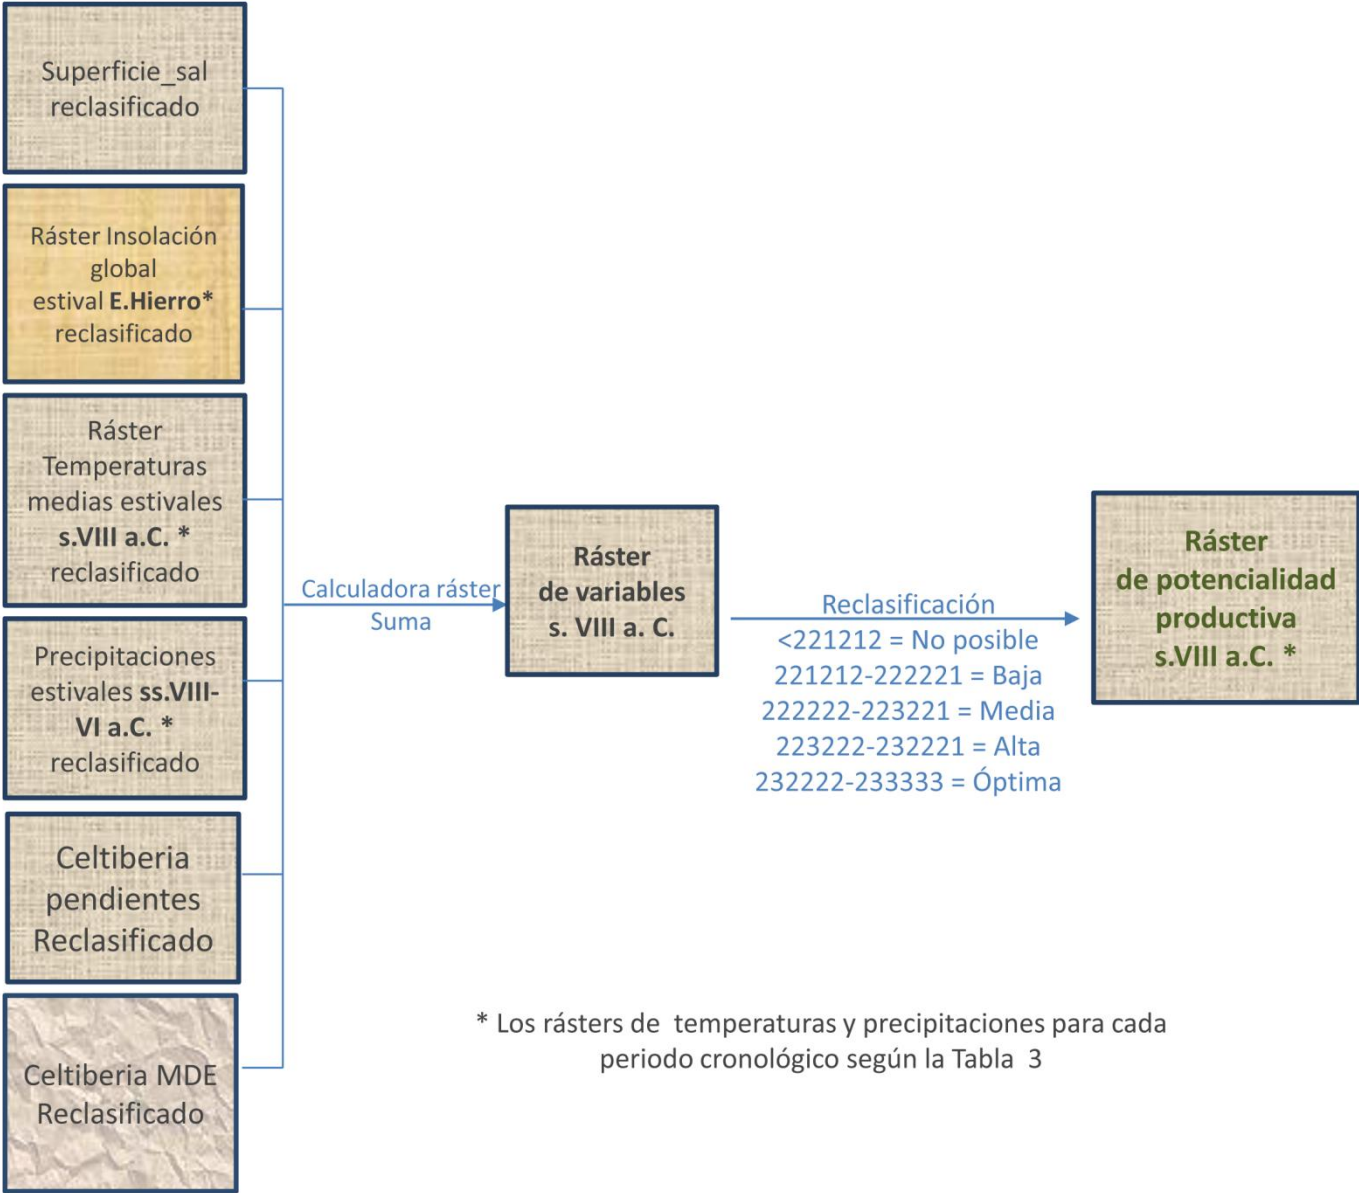 Superficie_sal
reclasificado
Ráster Insolación
global
estival E.Hierro*
reclasificado
Ráster
Temperaturas
medias estivales
s.VIII a.C. *
reclasificado
Precipitaciones
estivales ss.VIII-
VI a.C. *
reclasificado
Celtiberia
pendientes
Reclasificado
Celtiberia MDE
Reclasificado
Calculadora ráster
Suma
Ráster
de variables
s. VIII a. C.
Reclasificación
<221212 = No posible
221212-222221 = Baja
222222-223221 = Media
223222-232221 = Alta
232222-233333 = Óptima
Ráster
de potencialidad
productiva
s.VIII a.C. *
* Los rásters de  temperaturas y precipitaciones para cada
periodo cronológico según la Tabla  3